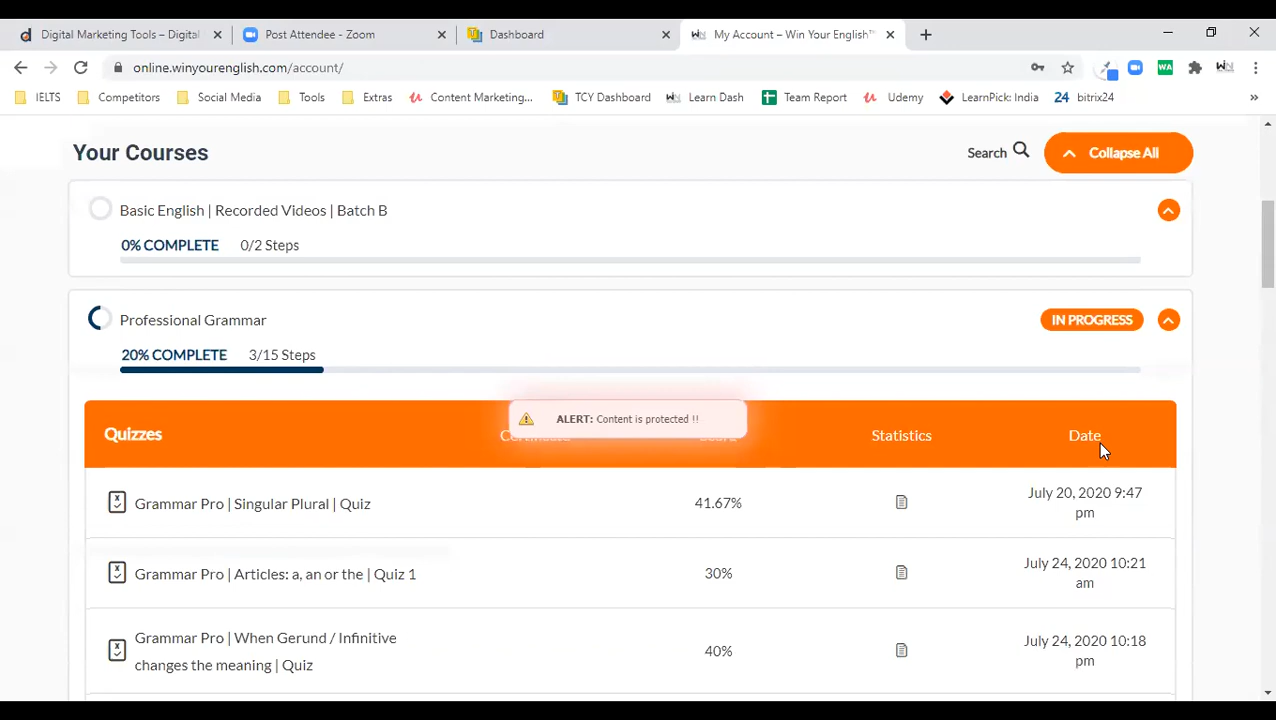 Digital Marketing Tools – Digital
Post Attendee - Zoom
Dashboard
My Account – Win Your English™
online.winyourenglish.com/account/
IELTS
Competitors
Social Media
Tools
Extras
Content Marketing...
TCY Dashboard
Learn Dash
Team Report
Udemy
LearnPick: India
24 bitrix24
Your Courses
Search
Collapse All
Basic English | Recorded Videos | Batch B
0% COMPLETE 0/2 Steps
Professional Grammar
IN PROGRESS
20% COMPLETE 3/15 Steps
ALERT: Content is protected !!
Quizzes
Statistics
Date
Grammar Pro | Singular Plural | Quiz
41.67%
July 20, 2020 9:47
pm
Grammar Pro | Articles: a, an or the | Quiz 1
30%
July 24, 2020 10:21
am
Grammar Pro | When Gerund / Infinitive
changes the meaning | Quiz
40%
July 24, 2020 10:18
pm